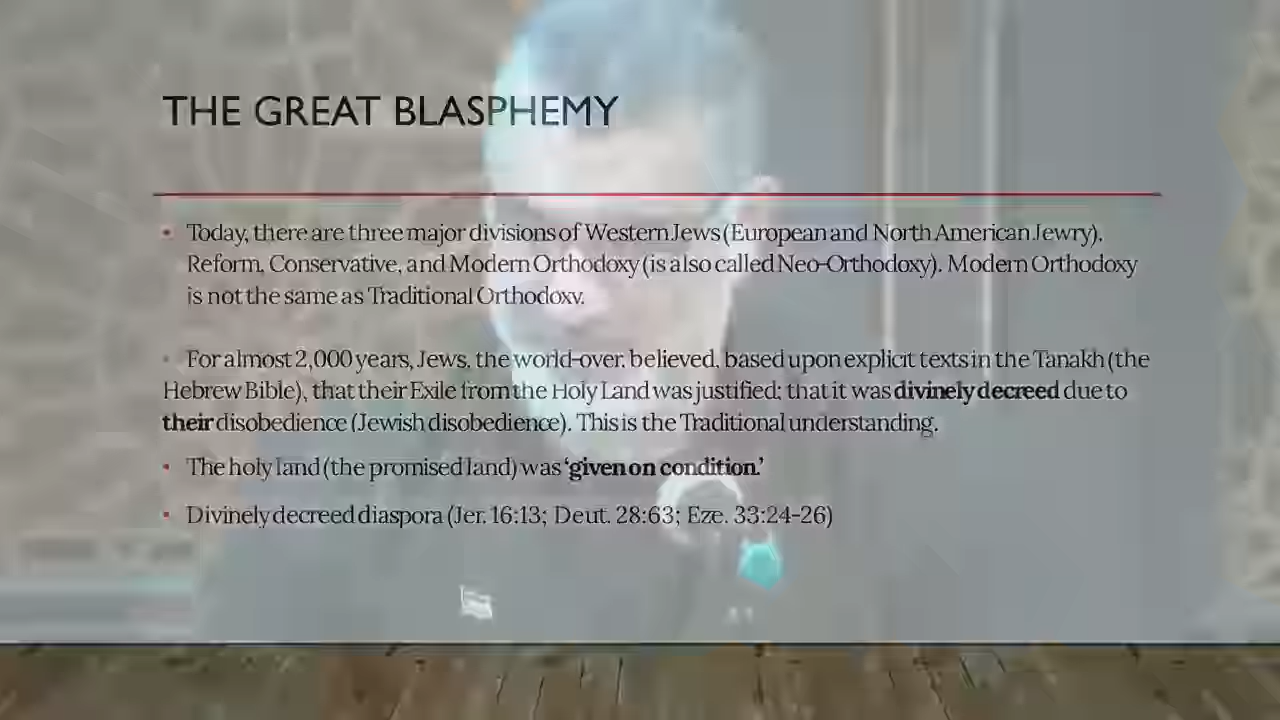 THE GREAT BLASPHEMY
• Today, there are three major divisions of Western Jews (European and North American Jewry).
Reform, Conservative, and Modern Orthodoxy (is also called Neo-Orthodoxy). Modern Orthodoxy
is not the same as Traditional Orthodoxy.
• For almost 2,000 years, Jews, the world-over, believed, based upon explicit texts in the Tanakh (the
Hebrew Bible), that their Exile from the Holy Land was justified; that it was divinely decreed due to
their disobedience (Jewish disobedience). This is the Traditional understanding.
• The holy land (the promised land) was ‘given on condition.’
• Divinely decreed diaspora (Jer. 16:13; Deut. 28:63; Eze. 33:24-26)